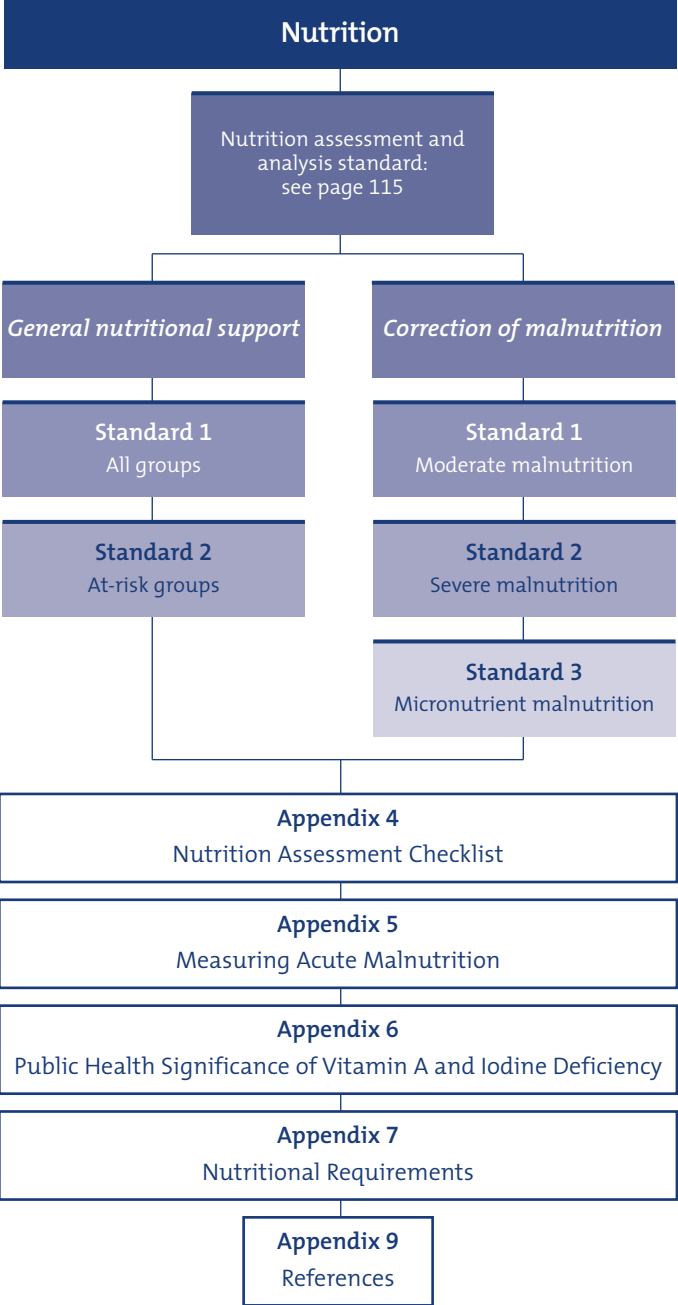 Nutrition
Nutrition assessment and
analysis standard:
see page 115
General nutritional support
Standard 1
All groups
Standard 2
At-risk groups
Correction of malnutrition
Standard 1
Moderate malnutrition
Standard 2
Severe malnutrition
Standard 3
Micronutrient malnutrition
Appendix 4
Nutrition Assessment Checklist
Appendix 5
Measuring Acute Malnutrition
Appendix 6
Public Health Significance of Vitamin A and Iodine Deficiency
Appendix 7
Nutritional Requirements
Appendix 9
References